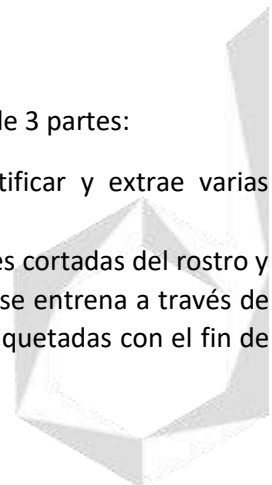 de 3 partes:
tificar y extrae varias
es cortadas del rostro y
se entrena a través de
quetadas con el fin de